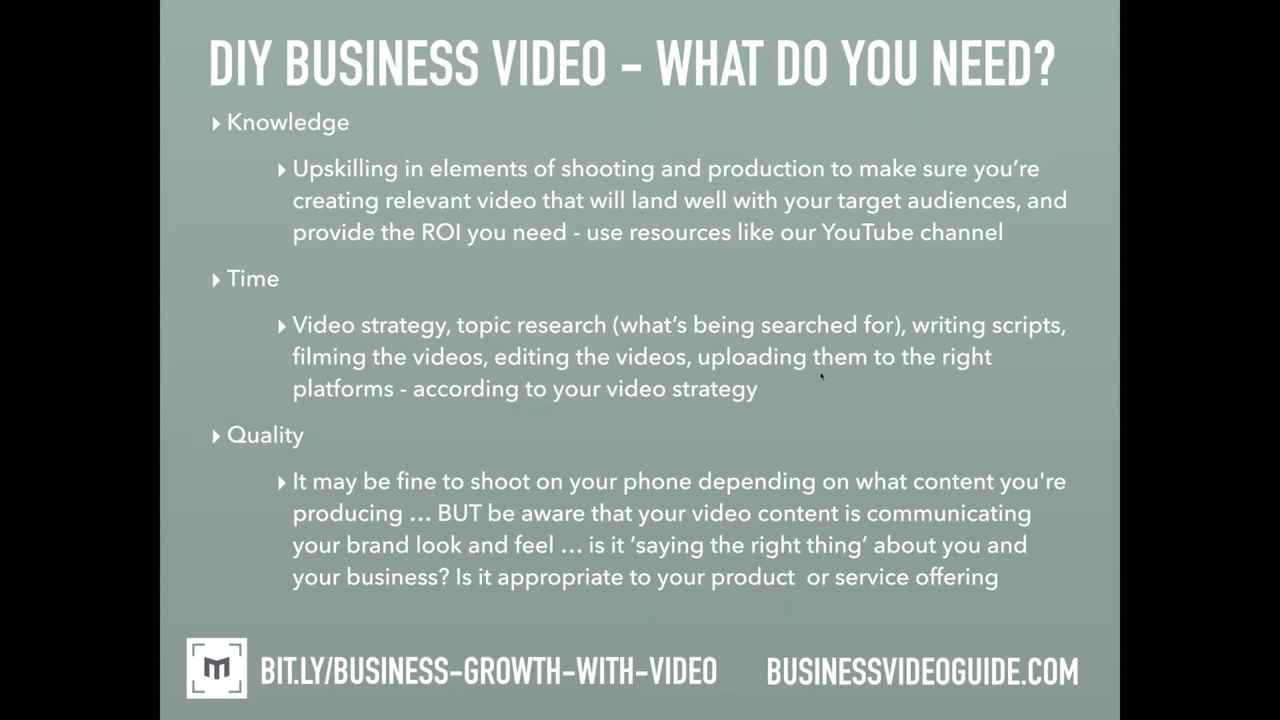 DIY BUSINESS VIDEO – WHAT DO YOU NEED?
Knowledge
Upskilling in elements of shooting and production to make sure you’re
creating relevant video that will land well with your target audiences, and
provide the ROI you need - use resources like our YouTube channel
Time
Video strategy, topic research (what’s being searched for), writing scripts,
filming the videos, editing the videos, uploading them to the right
platforms - according to your video strategy
Quality
It may be fine to shoot on your phone depending on what content you're
producing … BUT be aware that your video content is communicating
your brand look and feel … is it ‘saying the right thing’ about you and
your business? Is it appropriate to your product  or service offering
m BIT.LY/BUSINESS-GROWTH-WITH-VIDEO BUSINESSVIDEOGUIDE.COM